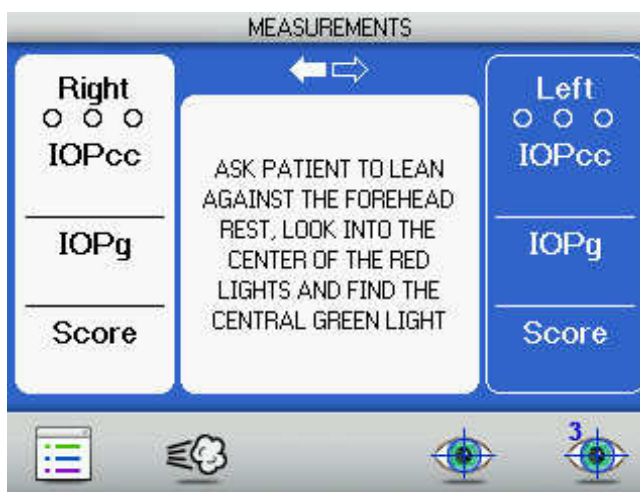 MEASUREMENTS
Right
IOPcc
IOPg
Score
ASK PATIENT TO LEAN
AGAINST THE FOREHEAD
REST, LOOK INTO THE
CENTER OF THE RED
LIGHTS AND FIND THE
CENTRAL GREEN LIGHT
Left
IOPcc
IOPg
Score
3